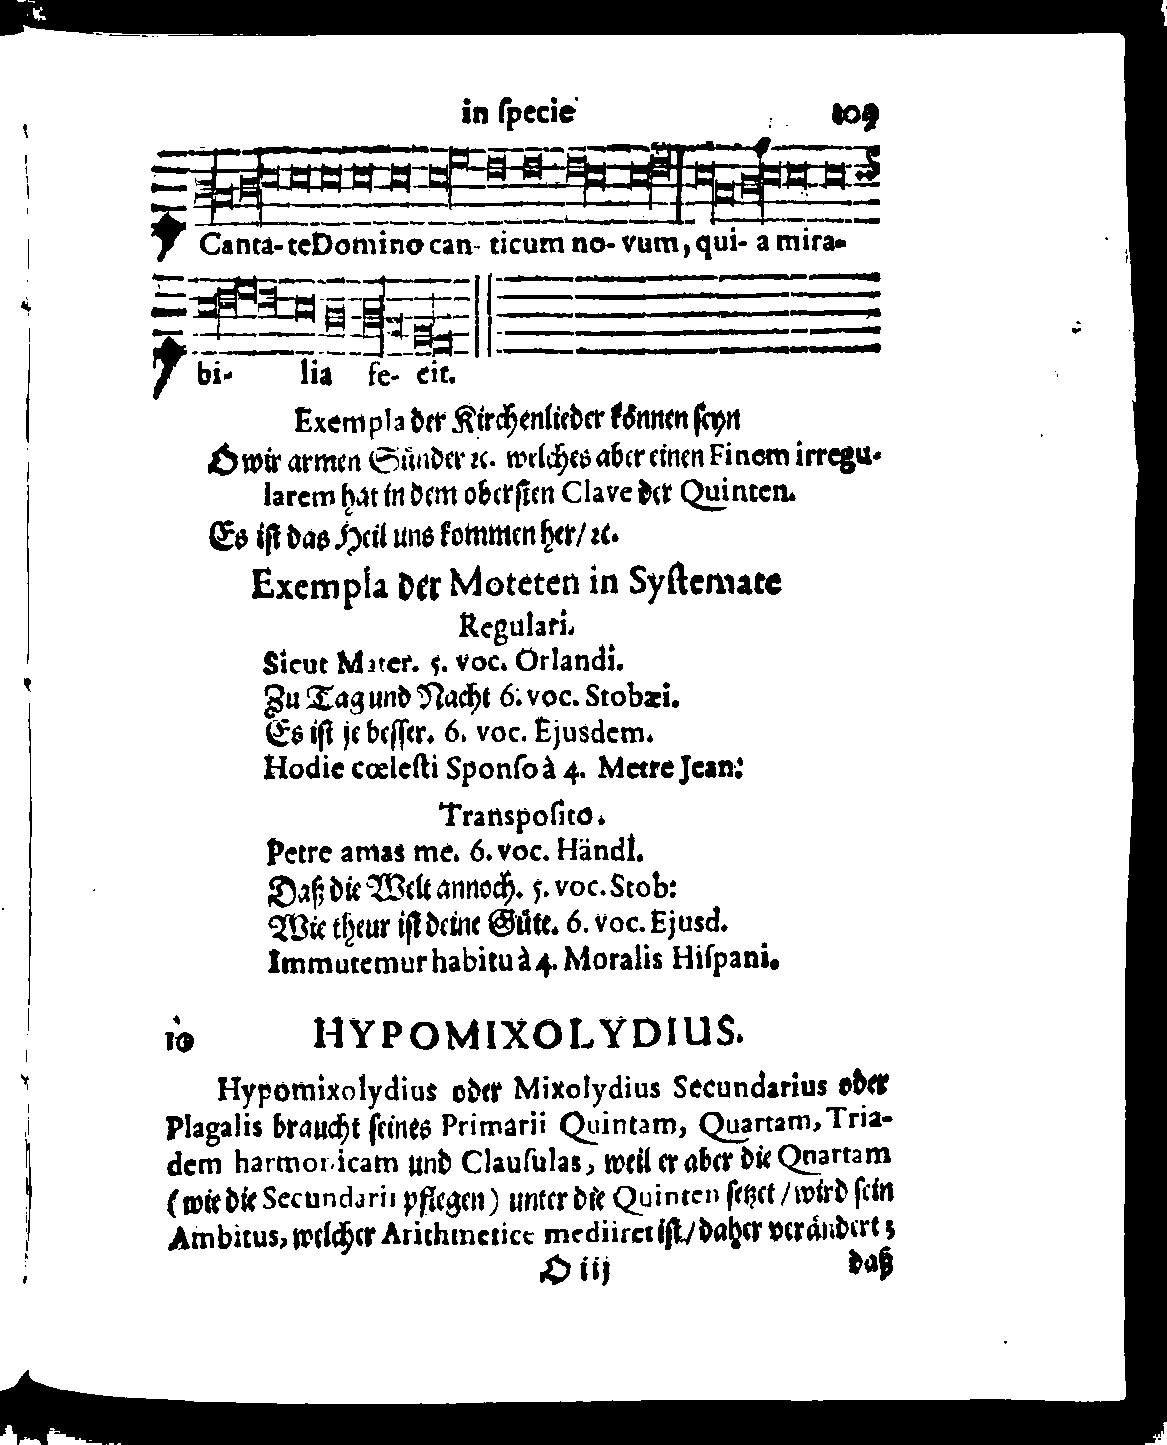 in ſpecie 109
Canta- te Domino can- ticum no- vum, qui- a mira-
bi- lia fe- cit.
Exempla der Kirchenlieder können ſeyn
O wir armen Sünder ꝛc. welches aber einen Finem irregu-
larem hat in dem oberſten Clave der Quinten.
Es iſt das Heil uns kommen her/ ꝛc.
Exempla der Moteten in Syſtemate
Regulari.
Sicut Mater. 5. voc. Orlandi.
Zu Tag und Nacht 6. voc. Stobæi.
Es iſt je beſſer. 6. voc. Ejusdem.
Hodie cœleſti Sponſo à 4. Metre Jean:
Transpoſito.
Petre amas me. 6. voc. Händl.
Daß die Welt annoch. 5. voc. Stob:
Wie theur iſt deine Güte. 6. voc. Ejusd.
Immutemur habitu à 4. Moralis Hiſpani.
10 HYPOMIXOLYDIUS.
Hypomixolydius oder Mixolydius Secundarius oder
Plagalis braucht ſeines Primarii Quintam, Quartam, Tria-
dem harmonicam und Clauſulas, weil er aber die Qnartam
(wie die Secundarii pflegen) unter die Quinten ſetzet / wird ſein
Ambitus, welcher Arithmetice mediiret iſt/ daher verändert;
O iij daß